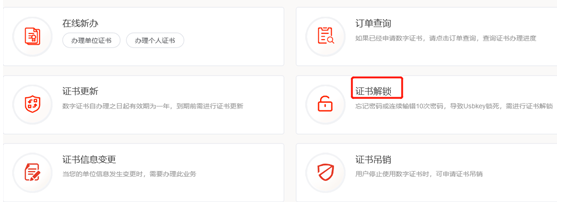 在线新办
办理单位证书 办理个人证书
订单查询
如果已经申请数字证书，请点击订单查询，查询证书办理进度
证书更新
数字证书自办理之日起有效期为一年，到期前需进行证书更新
证书解锁
忘记密码或连续输错10次密码，导致Usbkey锁死，需进行证书解锁
证书信息变更
当您的单位信息发生变更时，需要办理此业务
证书吊销
用户停止使用数字证书时，可申请证书吊销